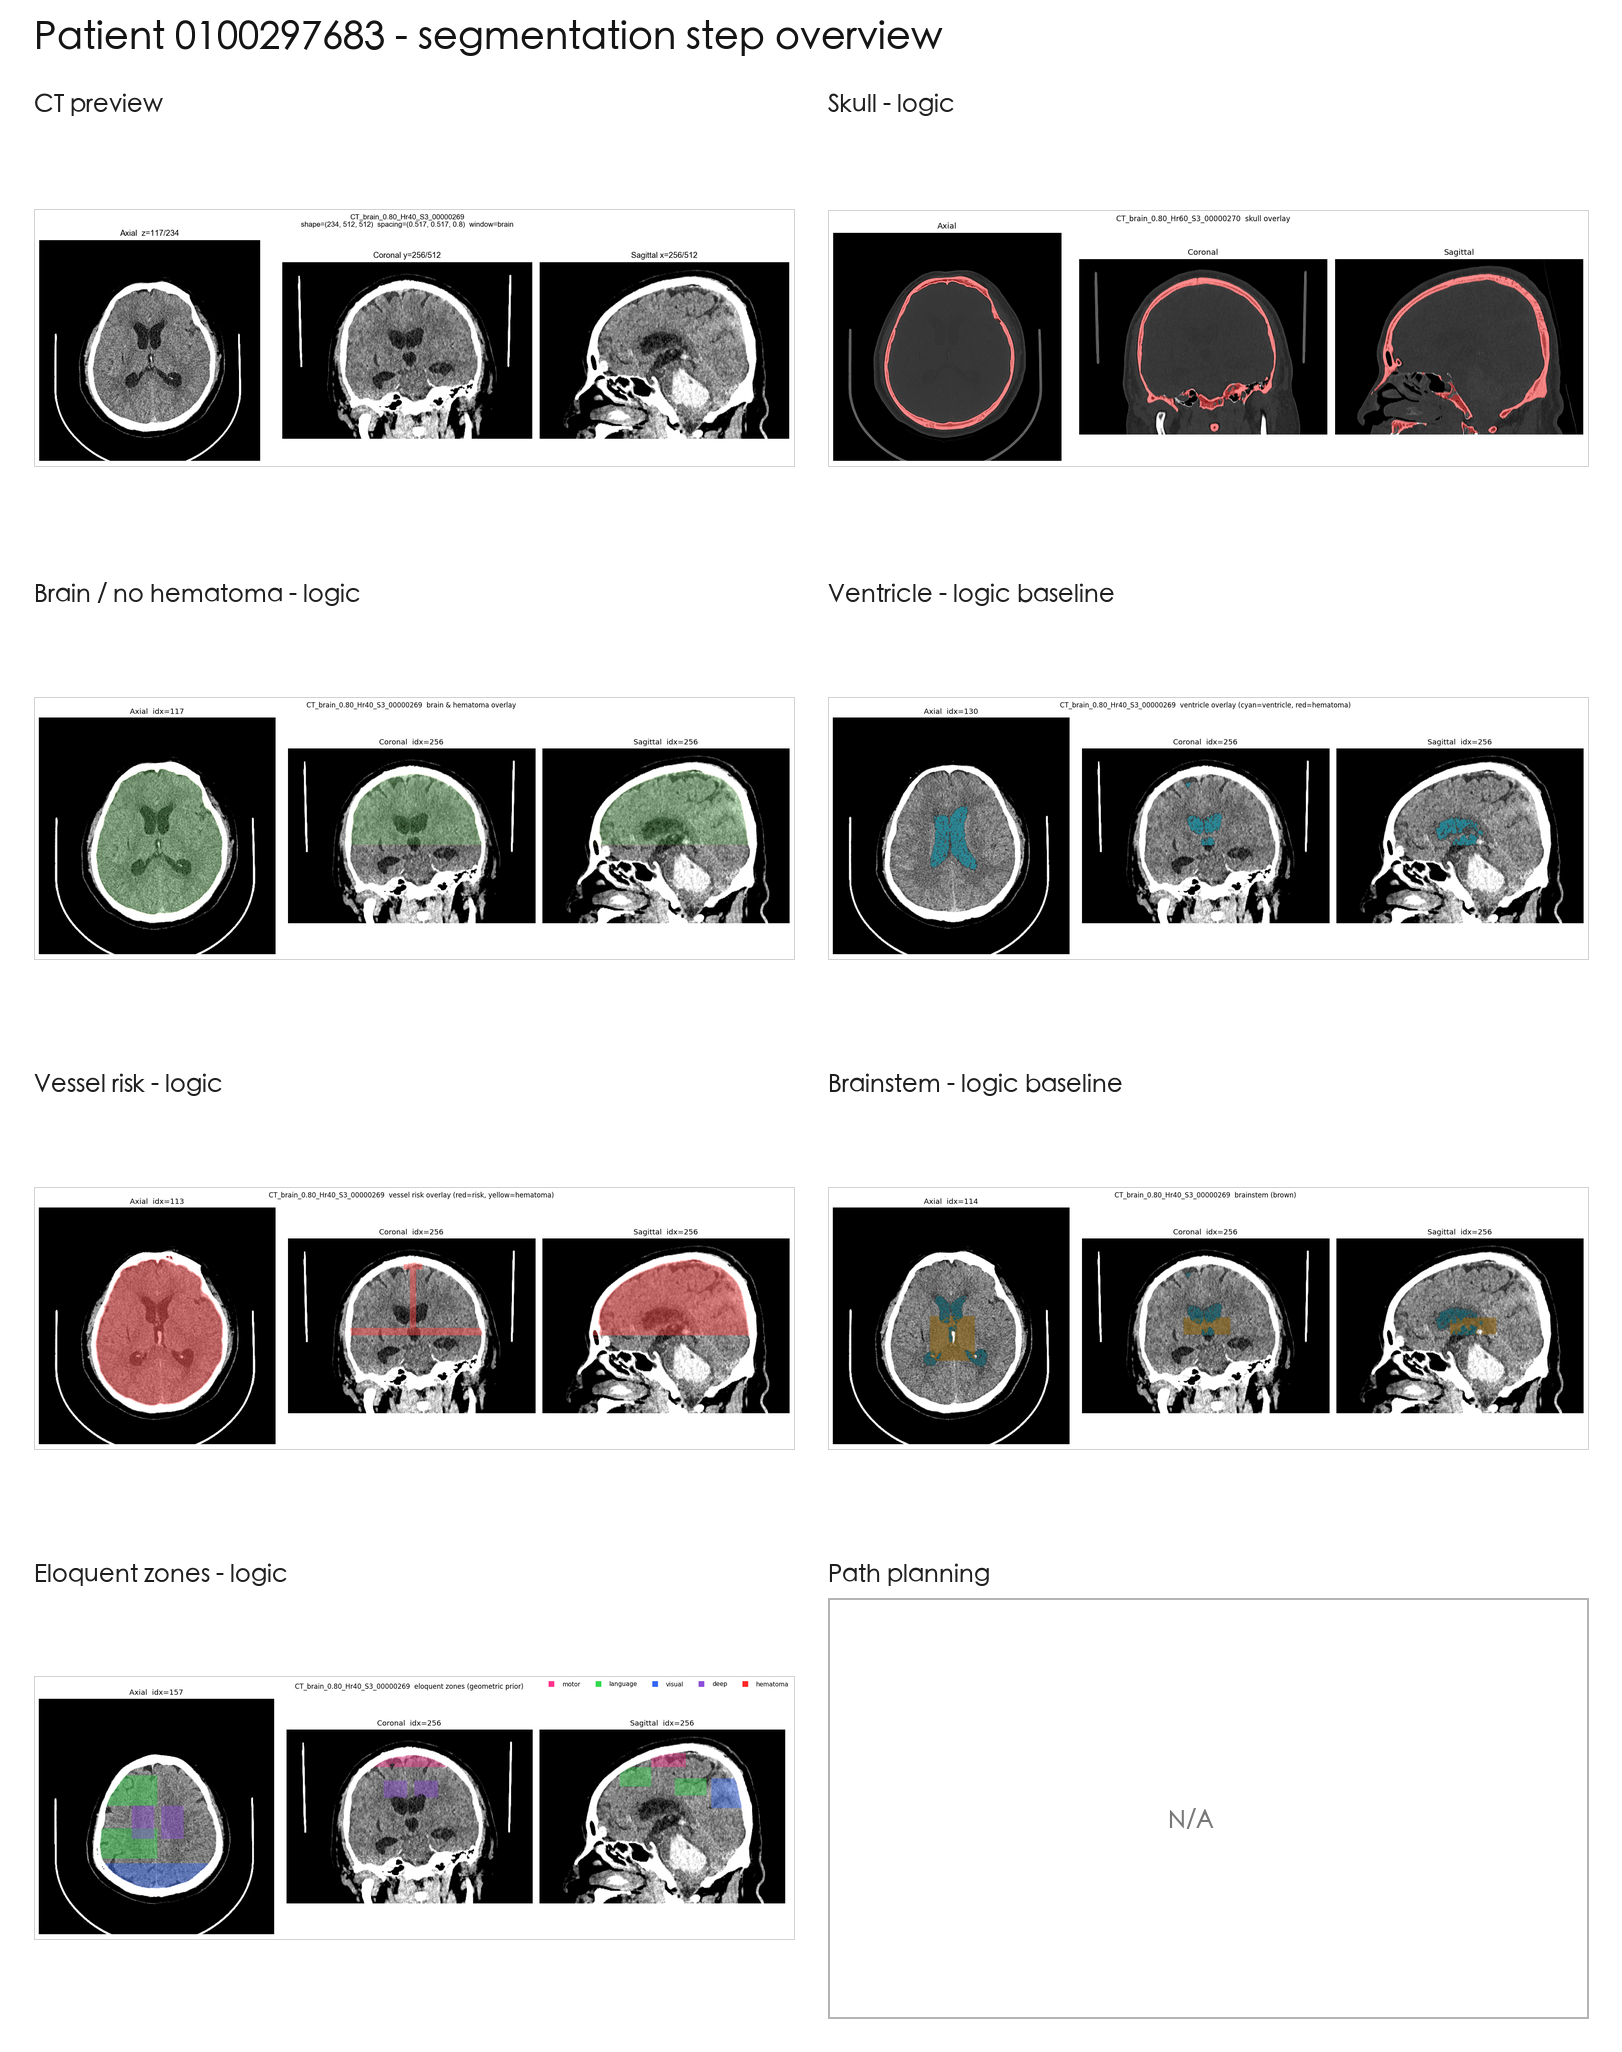 Patient 0100297683 - segmentation step overview
CT preview
CT_brain_0.80_Hr40_S3_00000269
shape=(234, 512, 512)  spacing=(0.517, 0.517, 0.8)  window=brain
Axial  z=117/234
Coronal y=256/512
Sagittal x=256/512
Skull - logic
CT_brain_0.80_Hr60_S3_00000270  skull overlay
Axial
Coronal
Sagittal
Brain / no hematoma - logic
CT_brain_0.80_Hr40_S3_00000269  brain & hematoma overlay
Axial  idx=117
Coronal  idx=256
Sagittal  idx=256
Ventricle - logic baseline
CT_brain_0.80_Hr40_S3_00000269  ventricle overlay (cyan=ventricle, red=hematoma)
Axial  idx=130
Coronal  idx=256
Sagittal  idx=256
Vessel risk - logic
CT_brain_0.80_Hr40_S3_00000269  vessel risk overlay (red=risk, yellow=hematoma)
Axial  idx=113
Coronal  idx=256
Sagittal  idx=256
Brainstem - logic baseline
CT_brain_0.80_Hr40_S3_00000269  brainstem (brown)
Axial  idx=114
Coronal  idx=256
Sagittal  idx=256
Eloquent zones - logic
CT_brain_0.80_Hr40_S3_00000269  eloquent zones (geometric prior)
motor  language  visual  deep  hematoma
Axial  idx=157
Coronal  idx=256
Sagittal  idx=256
Path planning
N/A